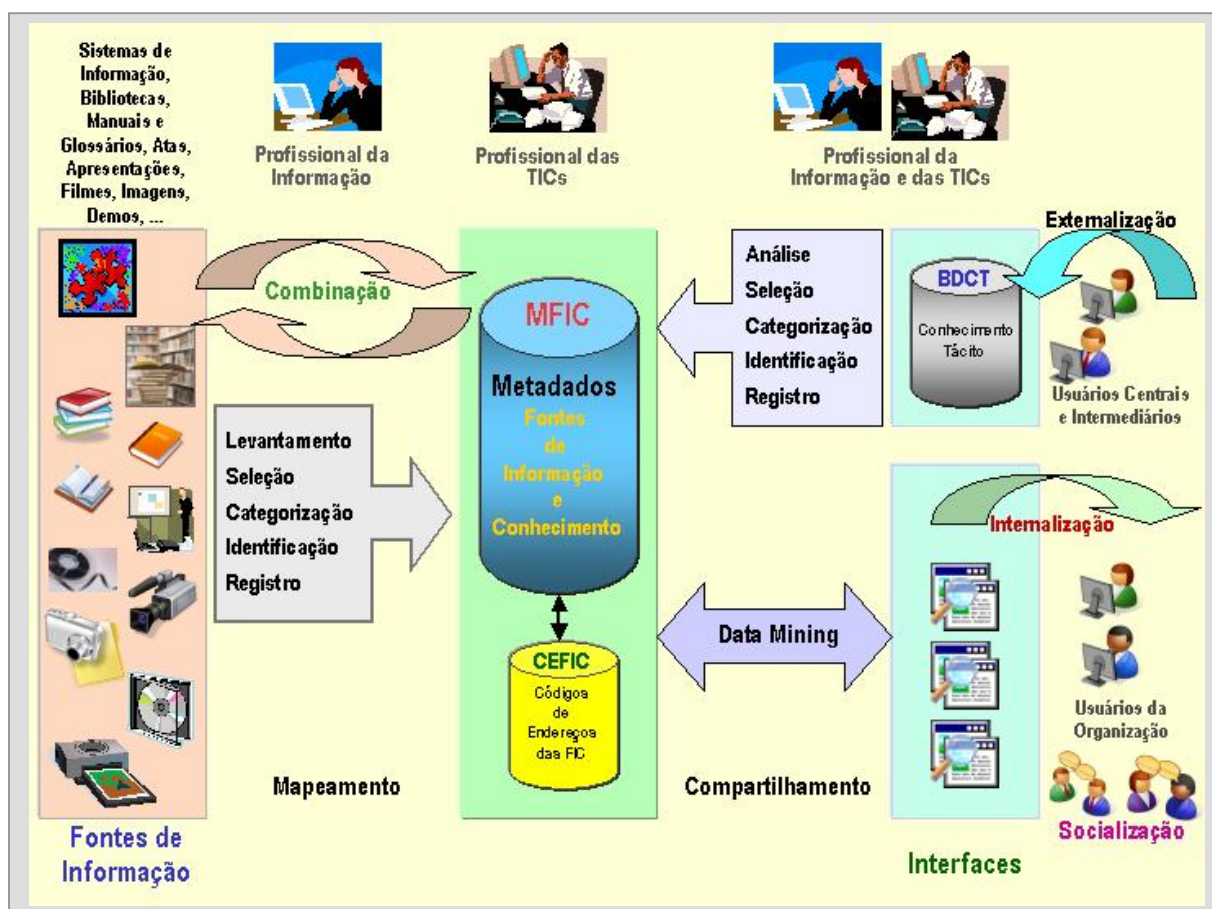 Sistemas de
Informação,
Bibliotecas,
Manuais e
Glossários, Atas,
Apresentações,
Filmes, Imagens,
Demos, ...
Profissional da
Informação
Profissional das
TICs
Profissional da
Informação e das TICs
Combinação
MFIC
Metadados
Fontes
de
Informação
e
Conhecimento
Análise
Seleção
Categorização
Identificação
Registro
BDCT
Conhecimento
Tácito
Externalização
Usuários Centrais
e Intermediários
Levantamento
Seleção
Categorização
Identificação
Registro
CEFIC
Códigos
de
Endereços
das FIC
Data Mining
Internalização
Usuários da
Organização
Socialização
Mapeamento
Compartilhamento
Fontes de
Informação
Interfaces